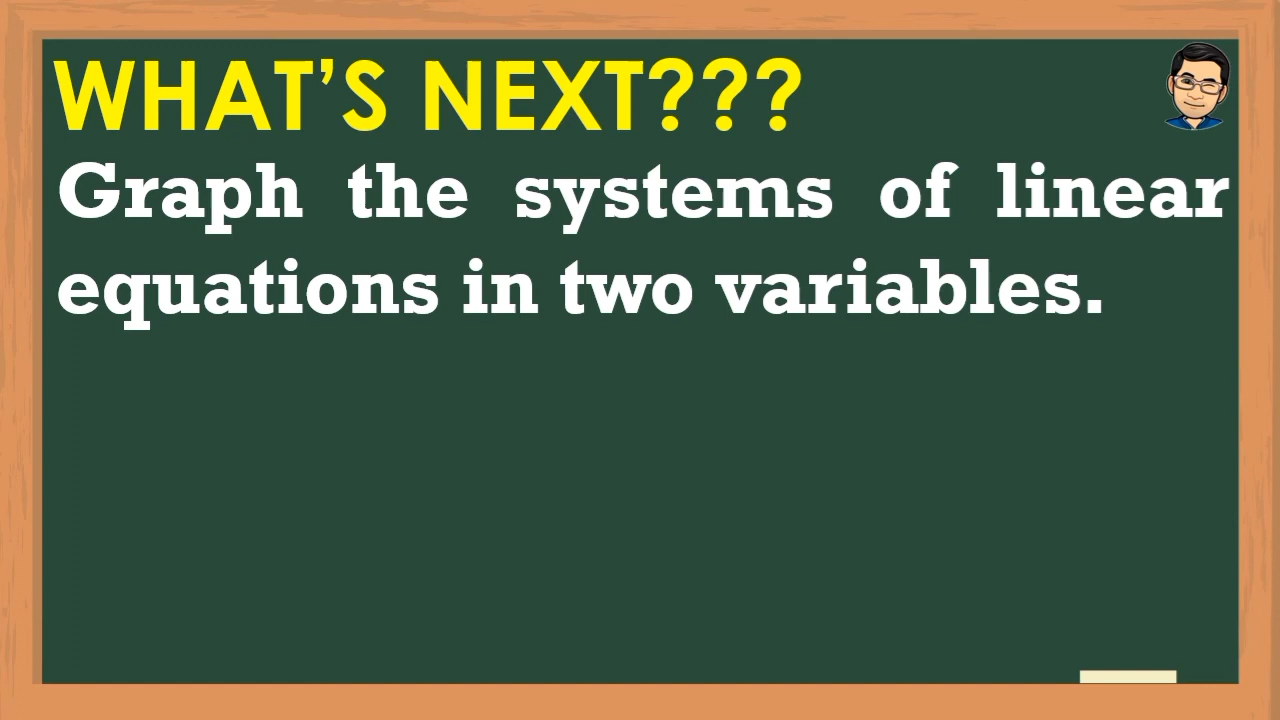 WHAT’S NEXT???
Graph the systems of linear
equations in two variables.